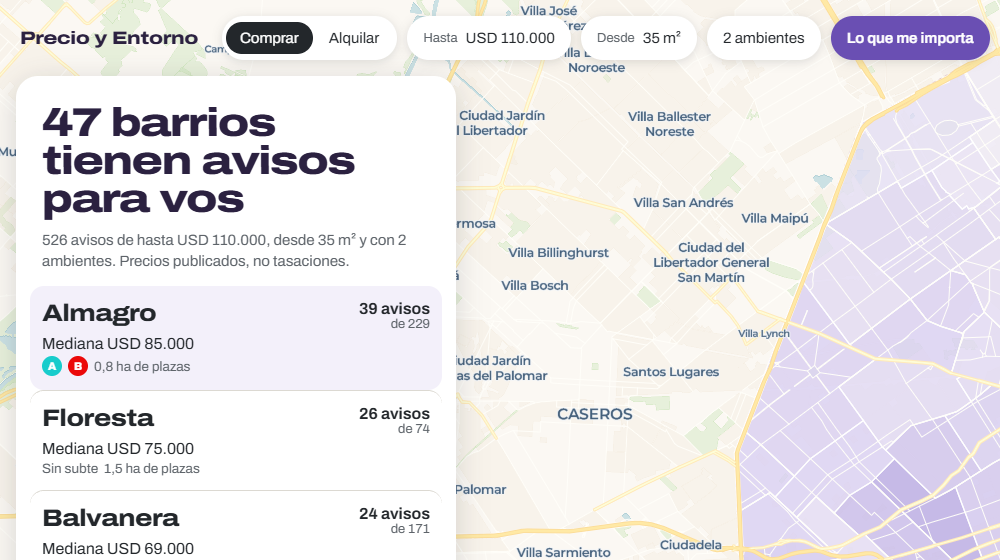 Precio y Entorno
Comprar
Alquilar
Hasta USD 110.000
Desde 35 m²
2 ambientes
Lo que me importa
47 barrios
tienen avisos
para vos
526 avisos de hasta USD 110.000, desde 35 m² y con 2
ambientes. Precios publicados, no tasaciones.
Almagro
39 avisos
de 229
Mediana USD 85.000
A B 0,8 ha de plazas
Floresta
26 avisos
de 74
Mediana USD 75.000
Sin subte 1,5 ha de plazas
Balvanera
24 avisos
de 171
Mediana USD 69.000
Villa José
Noroeste
Ciudad Jardín
Libertador
Villa Ballester
Noreste
Villa San Andrés
Villa Maipú
Villa Billinghurst
Ciudad del
Libertador General
San Martín
Villa Bosch
Villa Lynch
Jardín
del Palomar
Santos Lugares
CASEROS
Palomar
Villa Sarmiento
Ciudadela